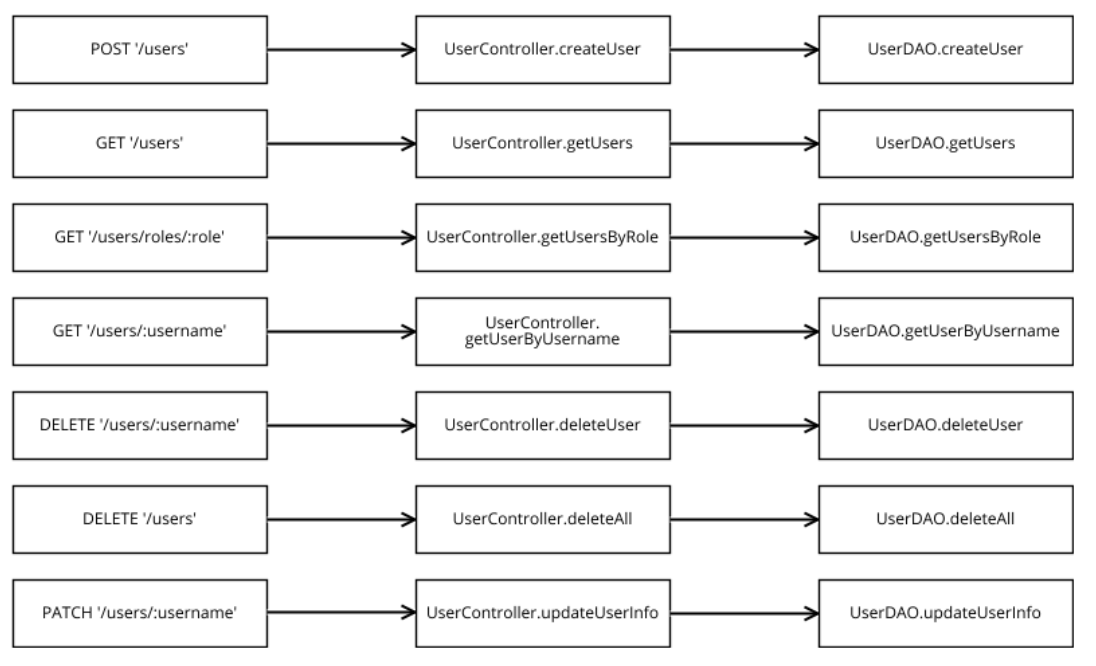 POST '/users'
UserController.createUser
UserDAO.createUser
GET '/users'
UserController.getUsers
UserDAO.getUsers
GET '/users/roles/:role'
UserController.getUsersByRole
UserDAO.getUsersByRole
GET '/users/:username'
UserController.
getUserByUsername
UserDAO.getUserByUsername
DELETE '/users/:username'
UserController.deleteUser
UserDAO.deleteUser
DELETE '/users'
UserController.deleteAll
UserDAO.deleteAll
PATCH '/users/:username'
UserController.updateUserInfo
UserDAO.updateUserInfo